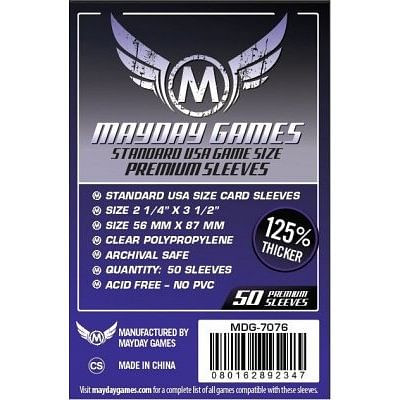 M
MAYDAY GAMES
STANDARD USA GAME SIZE
PREMIUM SLEEVES
M STANDARD USA SIZE CARD SLEEVES
M SIZE 2 1/4" X 3 1/2"
M SIZE 56 MM X 87 MM
M CLEAR POLYPROPYLENE
M ARCHIVAL SAFE
M QUANTITY: 50 SLEEVES
M ACID FREE - NO PVC
125%
THICKER
50 PREMIUM
SLEEVES
M
MANUFACTURED BY
MAYDAY GAMES
CS
MADE IN CHINA
MDG-7076
080162892347
Visit maydaygames.com for a complete list of all games compatible with these sleeves.